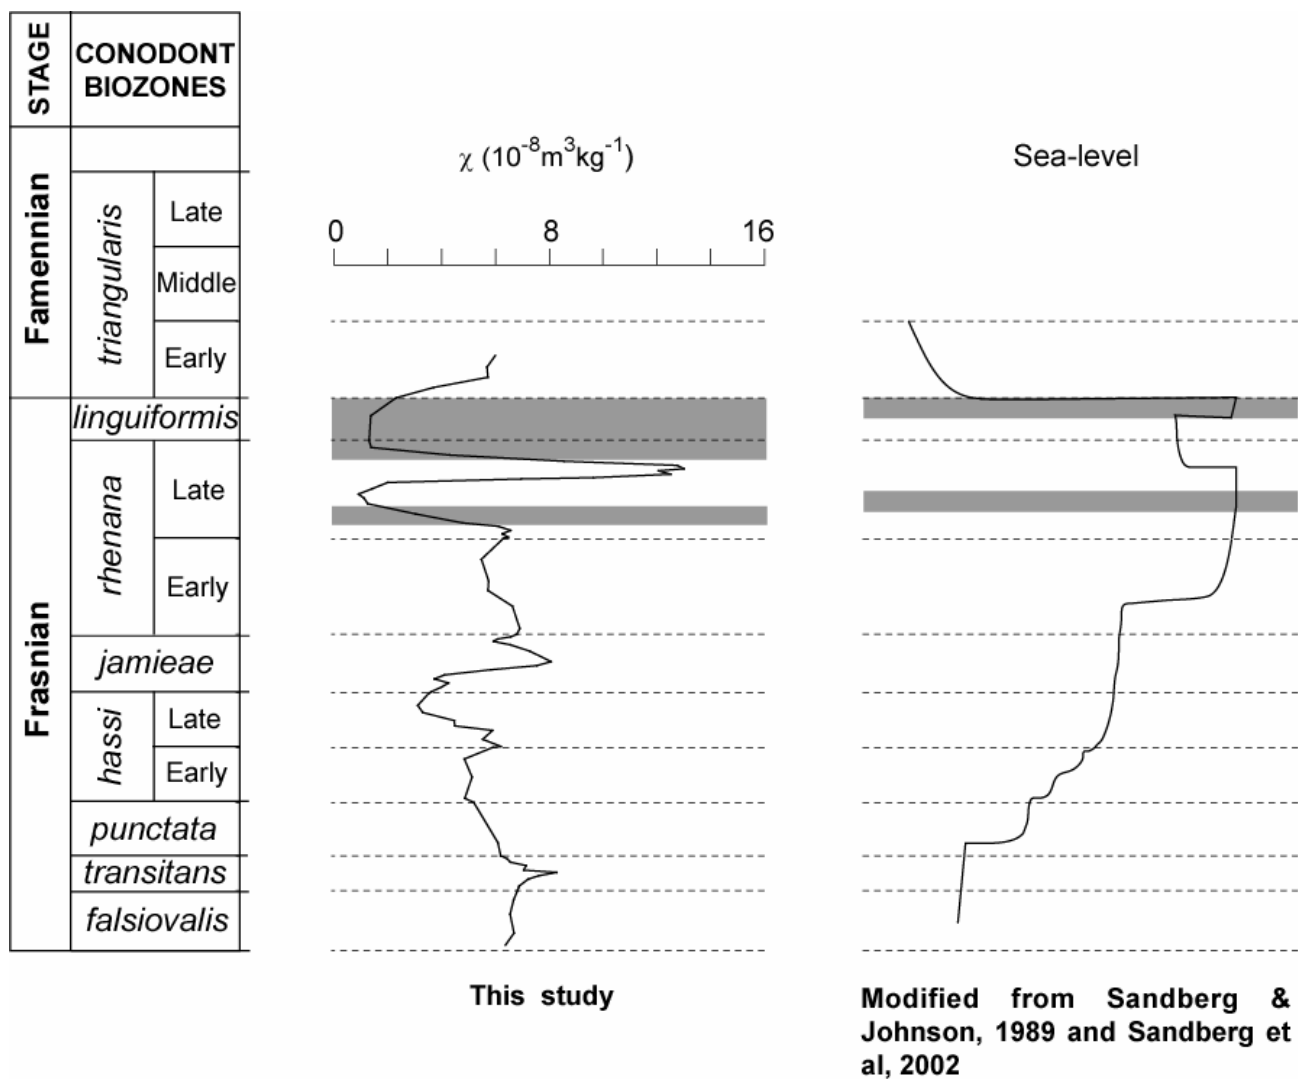 STAGE
CONODONT
BIOZONES
χ (10⁻⁸m³kg⁻¹)
Sea-level
0 8 16
Famennian
triangularis
Late
Middle
Early
Frasnian
linguiformis
rhenana
Late
Early
jamieae
hassi
Late
Early
punctata
transitans
falsiovalis
This study
Modified from Sandberg &
Johnson, 1989 and Sandberg et
al, 2002